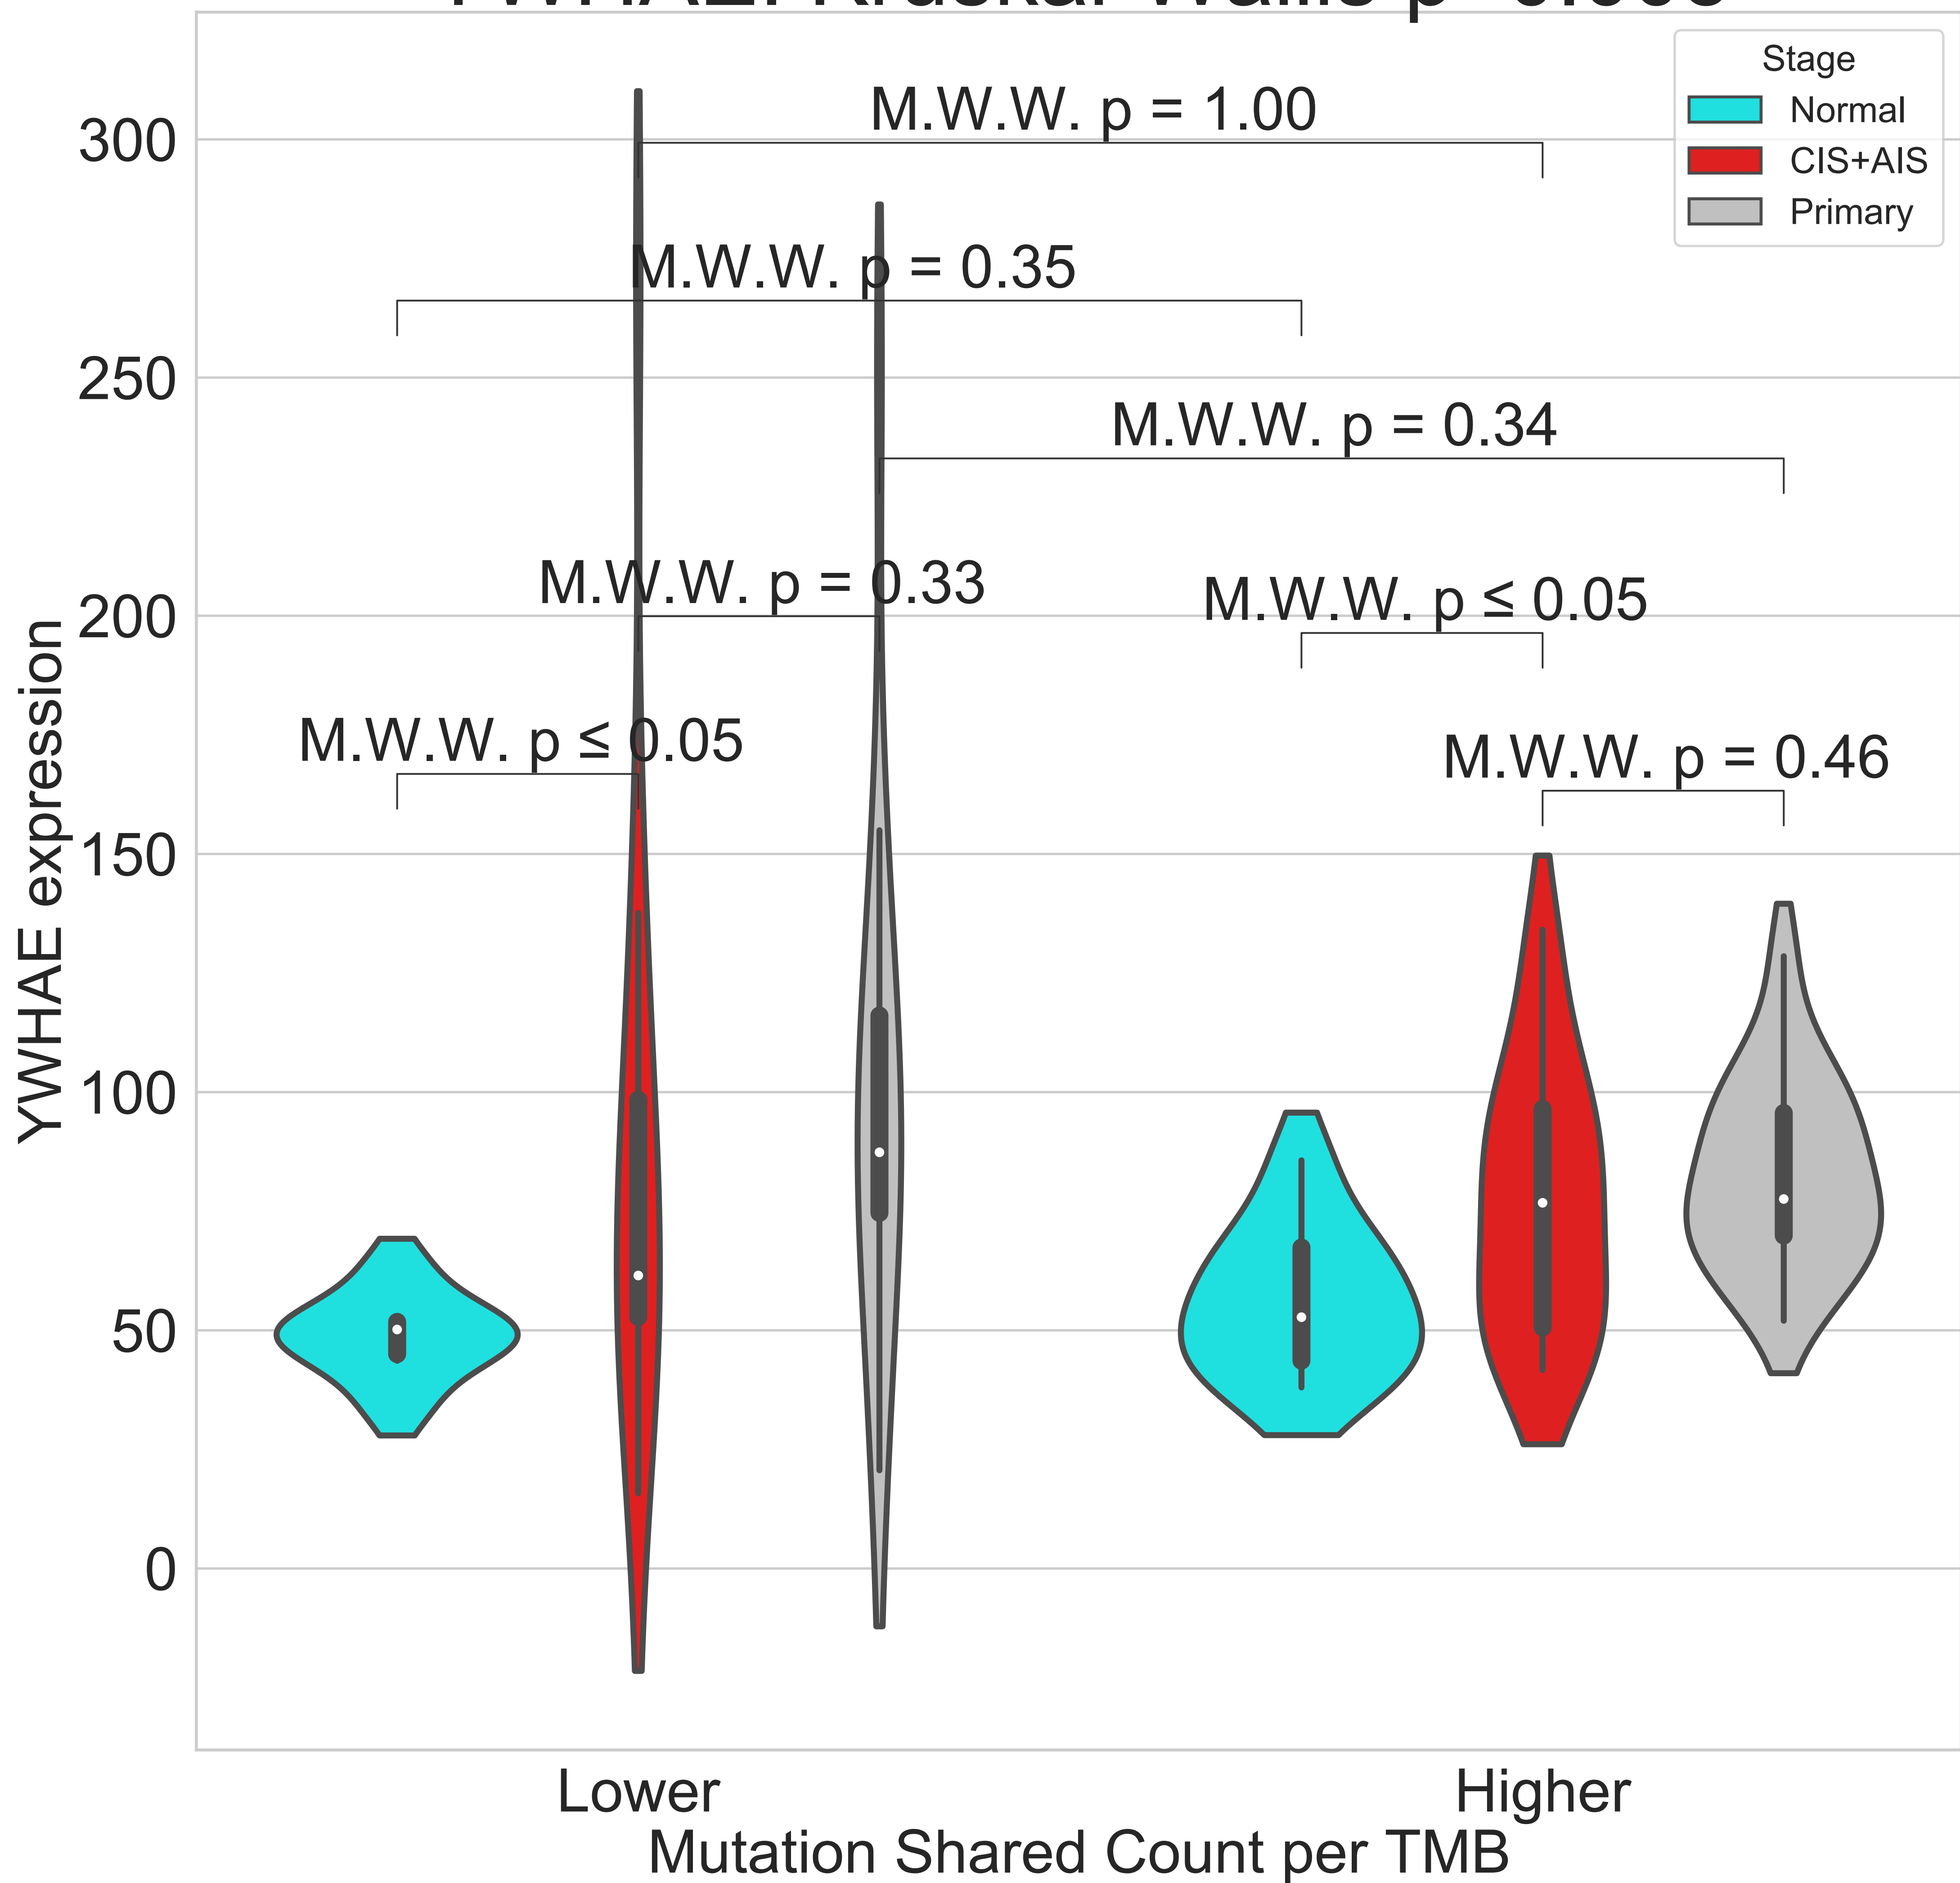 Stage
Normal
CIS+AIS
Primary
M.W.W. p = 1.00
M.W.W. p = 0.35
M.W.W. p = 0.34
M.W.W. p = 0.33
M.W.W. p ≤ 0.05
M.W.W. p ≤ 0.05
M.W.W. p = 0.46
300
250
200
150
100
50
0
YWHAE expression
Lower
Higher
Mutation Shared Count per TMB